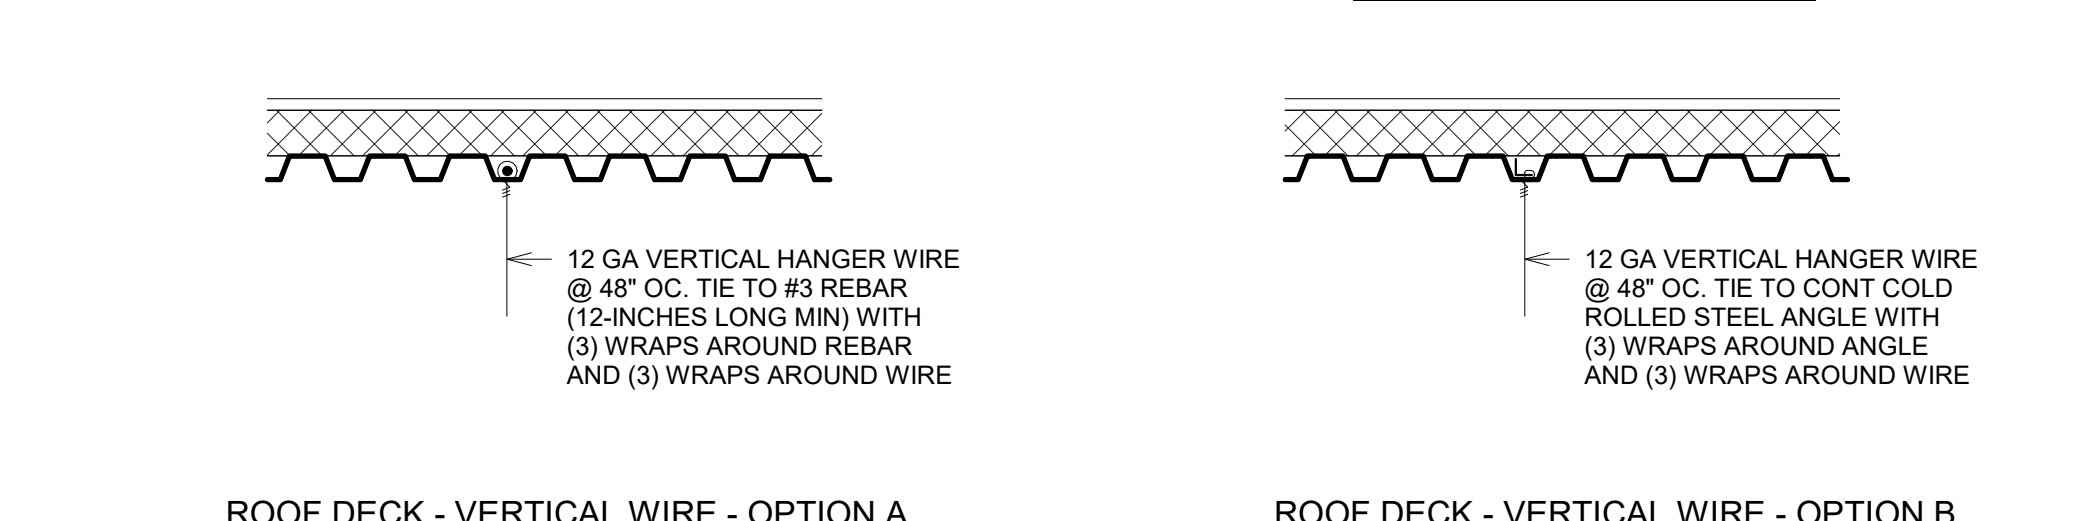 12 GA VERTICAL HANGER WIRE
@ 48" OC. TIE TO #3 REBAR
(12-INCHES LONG MIN) WITH
(3) WRAPS AROUND REBAR
AND (3) WRAPS AROUND WIRE
ROOF DECK - VERTICAL WIRE - OPTION A
12 GA VERTICAL HANGER WIRE
@ 48" OC. TIE TO CONT COLD
ROLLED STEEL ANGLE WITH
(3) WRAPS AROUND ANGLE
AND (3) WRAPS AROUND WIRE
ROOF DECK - VERTICAL WIRE - OPTION B